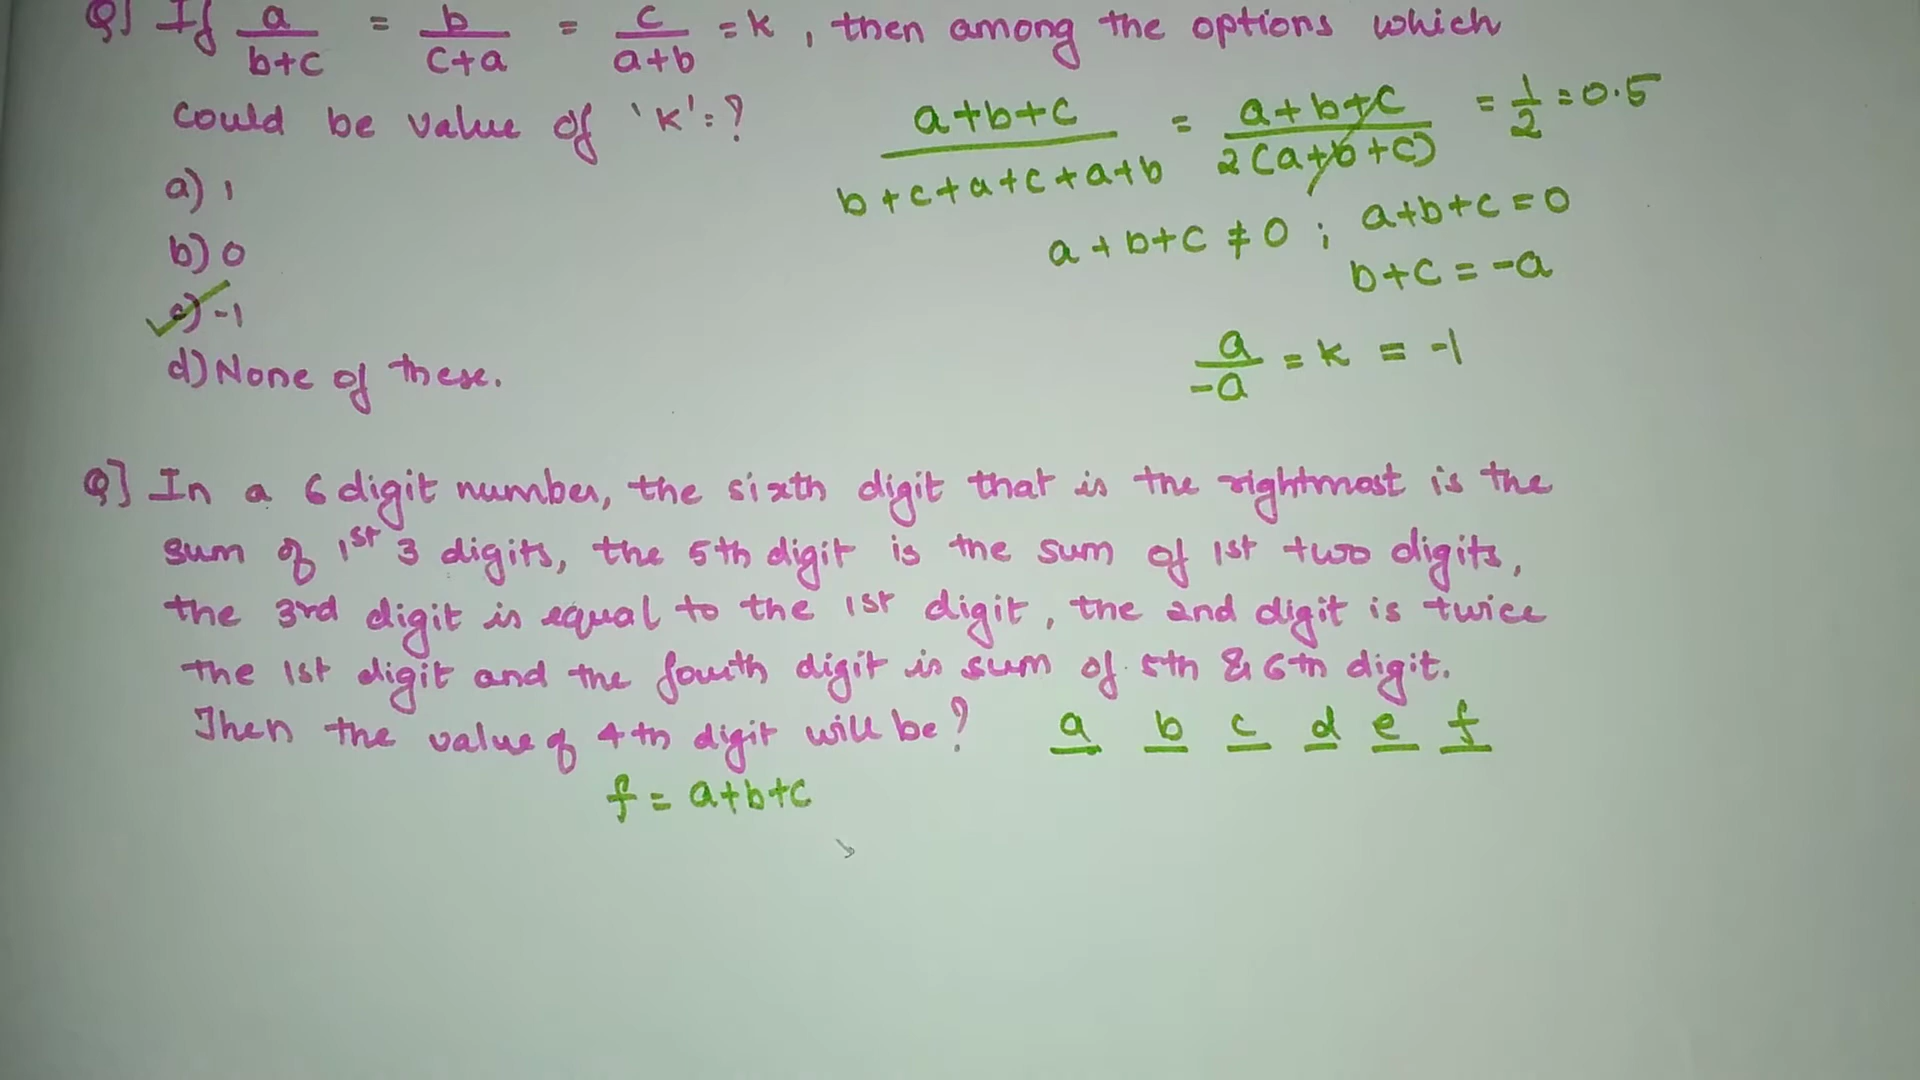 Q] If a/b+c = b/c+a = c/a+b = k, then among the options which
could be value of 'k'=?
a) 1
b) 0
c) -1
d) None of these.
a+b+c/b+c+a+c+a+b = a+b+c/2(a+b+c) = 1/2 = 0.5
a+b+c ≠ 0 ; a+b+c = 0
b+c = -a
a/-a = k = -1
Q] In a 6 digit number, the sixth digit that is the rightmost is the
sum of 1st 3 digits, the 5th digit is the sum of 1st two digits,
the 3rd digit is equal to the 1st digit, the 2nd digit is twice
the 1st digit and the fourth digit is sum of 5th & 6th digit.
Then the value of 4th digit will be?
a b c d e f
f = a+b+c